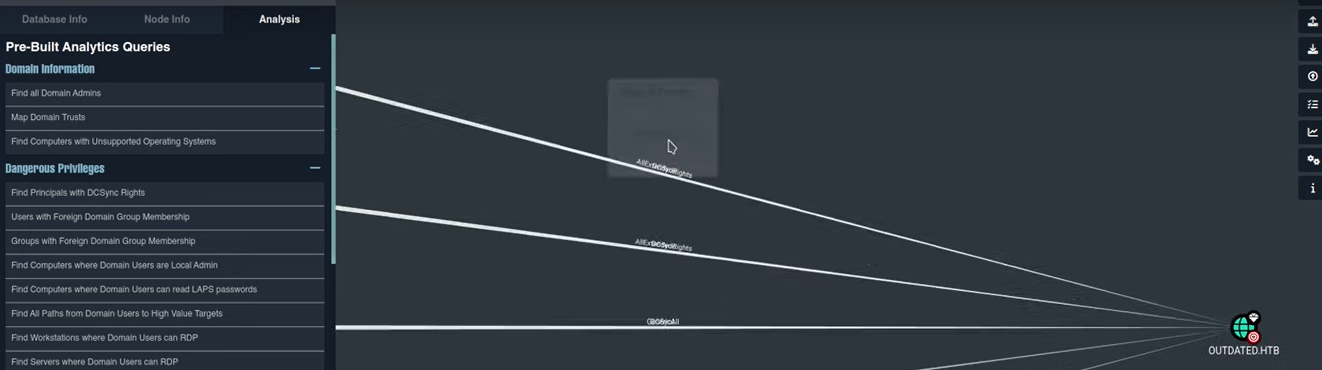 Database Info
Node Info
Analysis
Pre-Built Analytics Queries
Domain Information
Find all Domain Admins
Map Domain Trusts
Find Computers with Unsupported Operating Systems
Dangerous Privileges
Find Principals with DCSync Rights
Users with Foreign Domain Group Membership
Groups with Foreign Domain Group Membership
Find Computers where Domain Users are Local Admin
Find Computers where Domain Users can read LAPS passwords
Find All Paths from Domain Users to High Value Targets
Find Workstations where Domain Users can RDP
Find Servers where Domain Users can RDP
OUTDATED.HTB